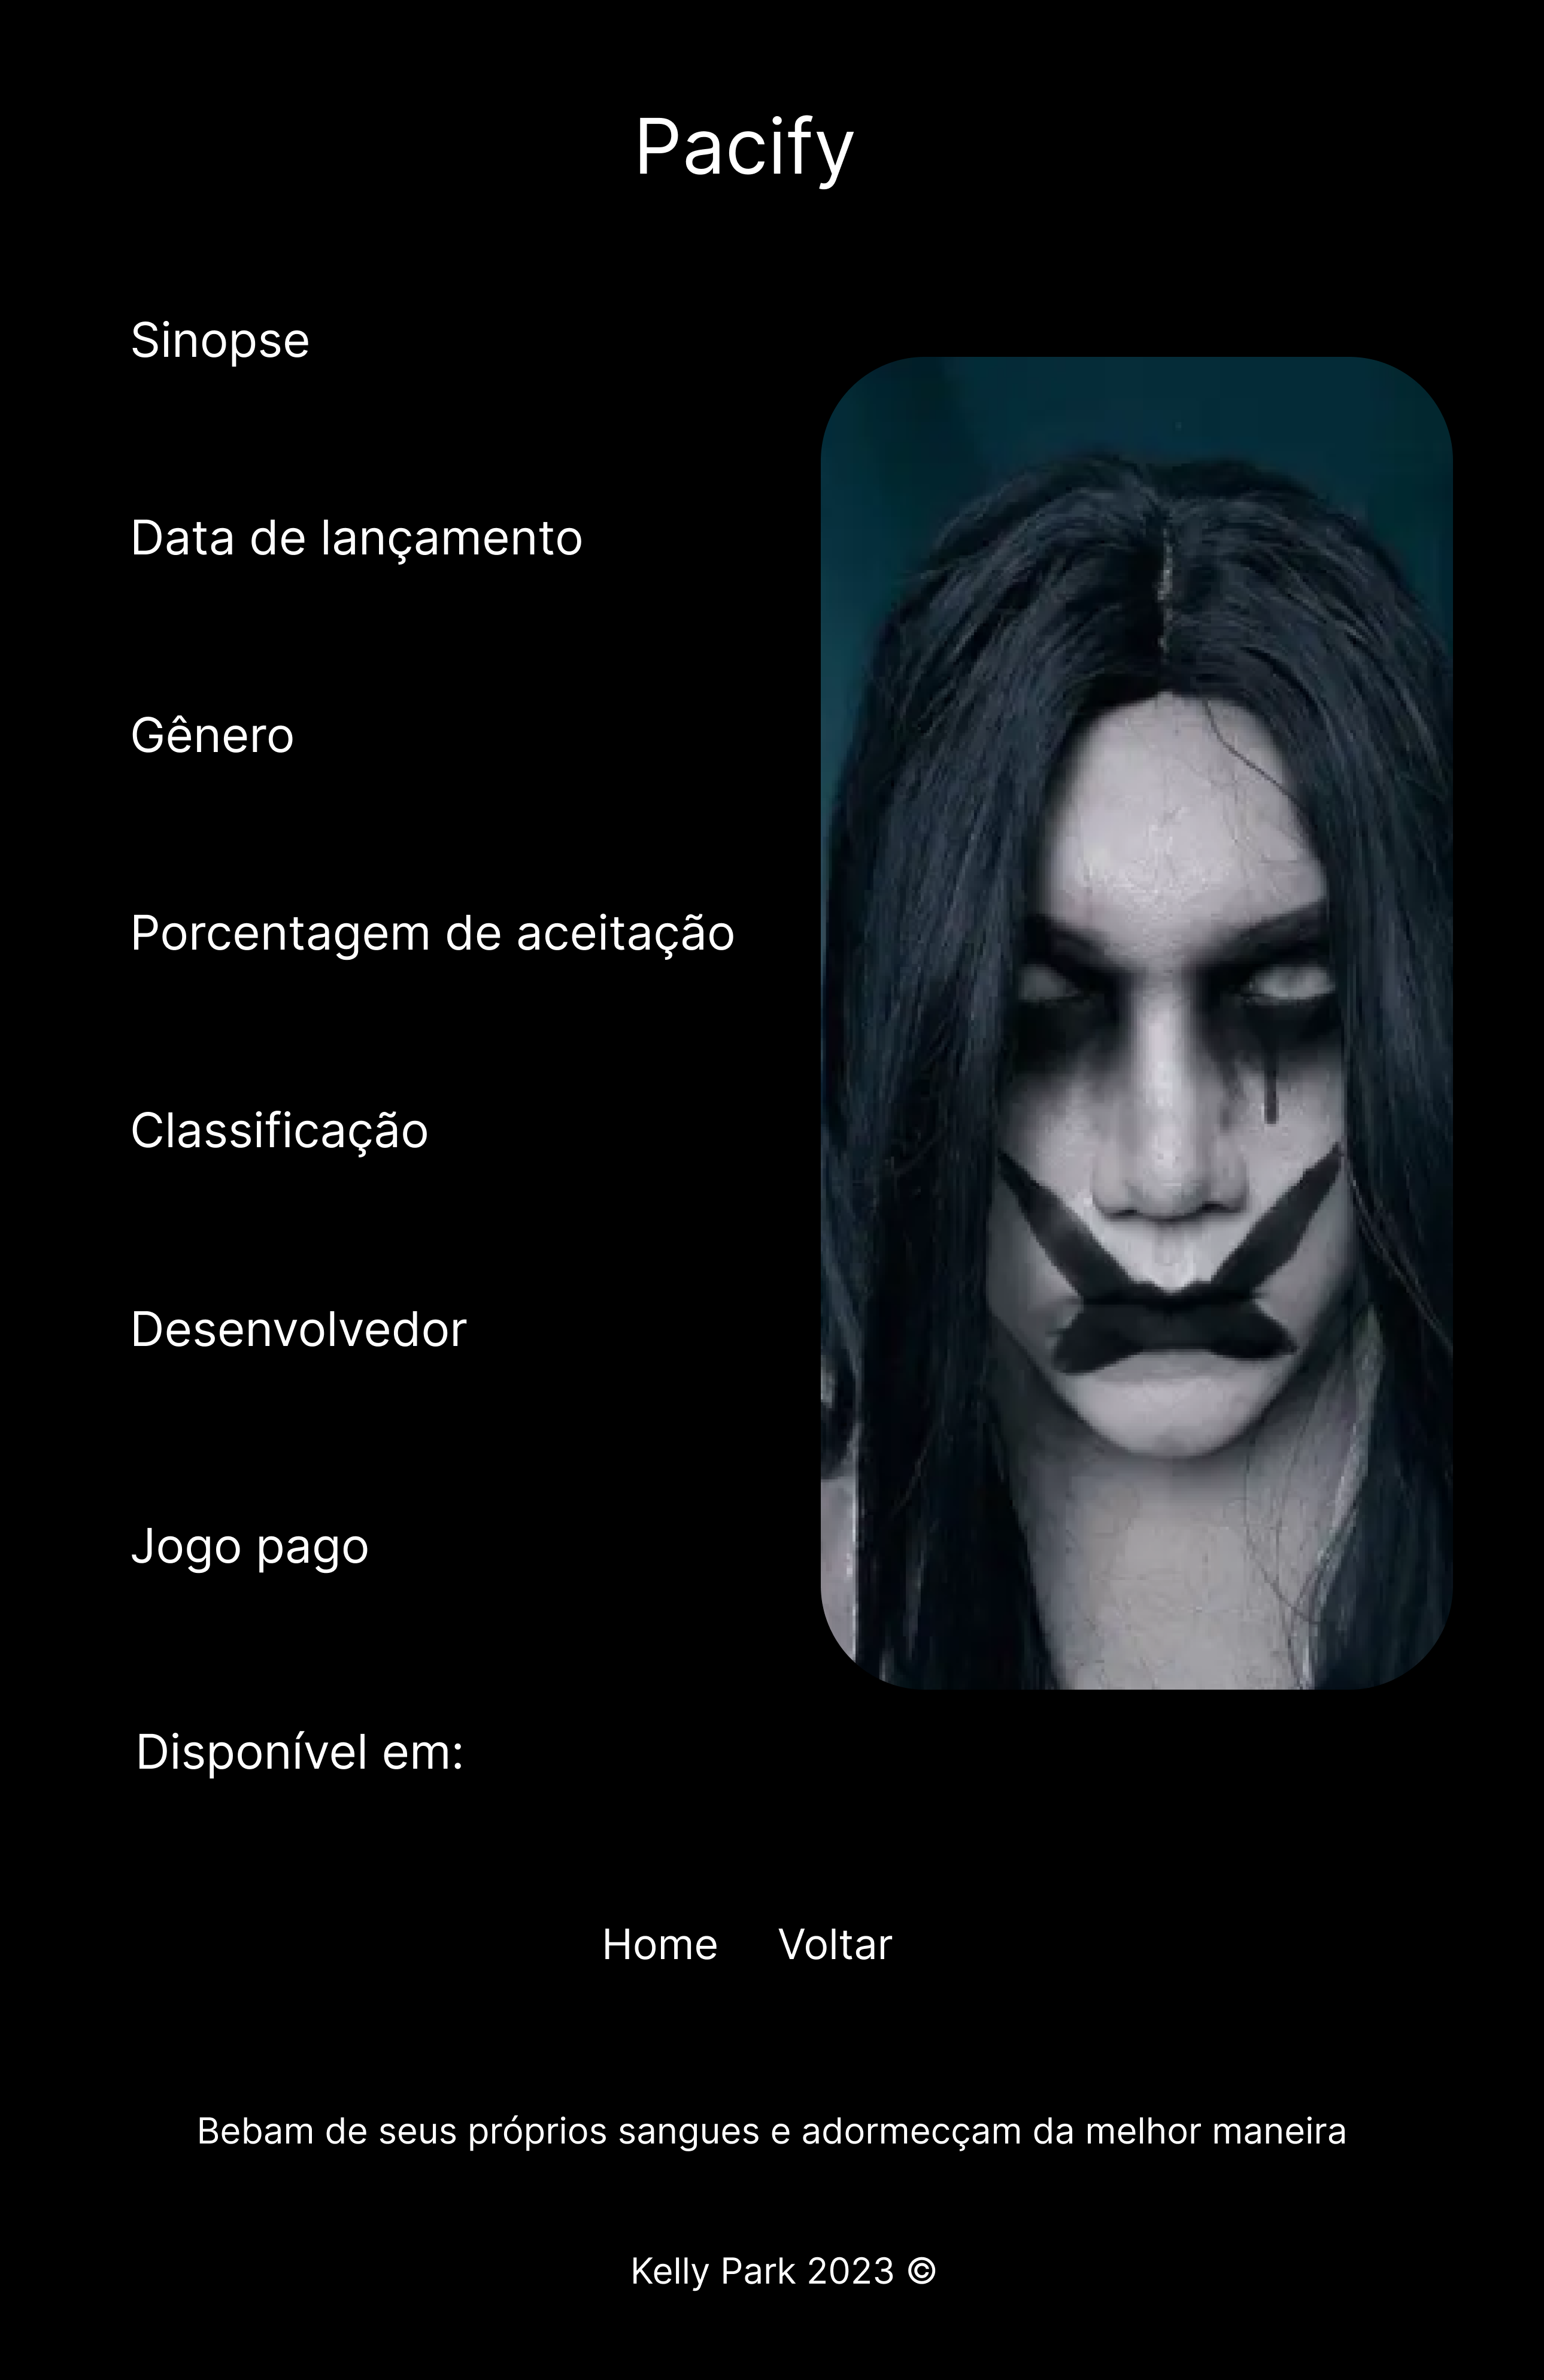 Pacify
Sinopse
Data de lançamento
Gênero
Porcentagem de aceitação
Classificação
Desenvolvedor
Jogo pago
Disponível em:
Home Voltar
Bebam de seus próprios sangues e adormecçam da melhor maneira
Kelly Park 2023 ©